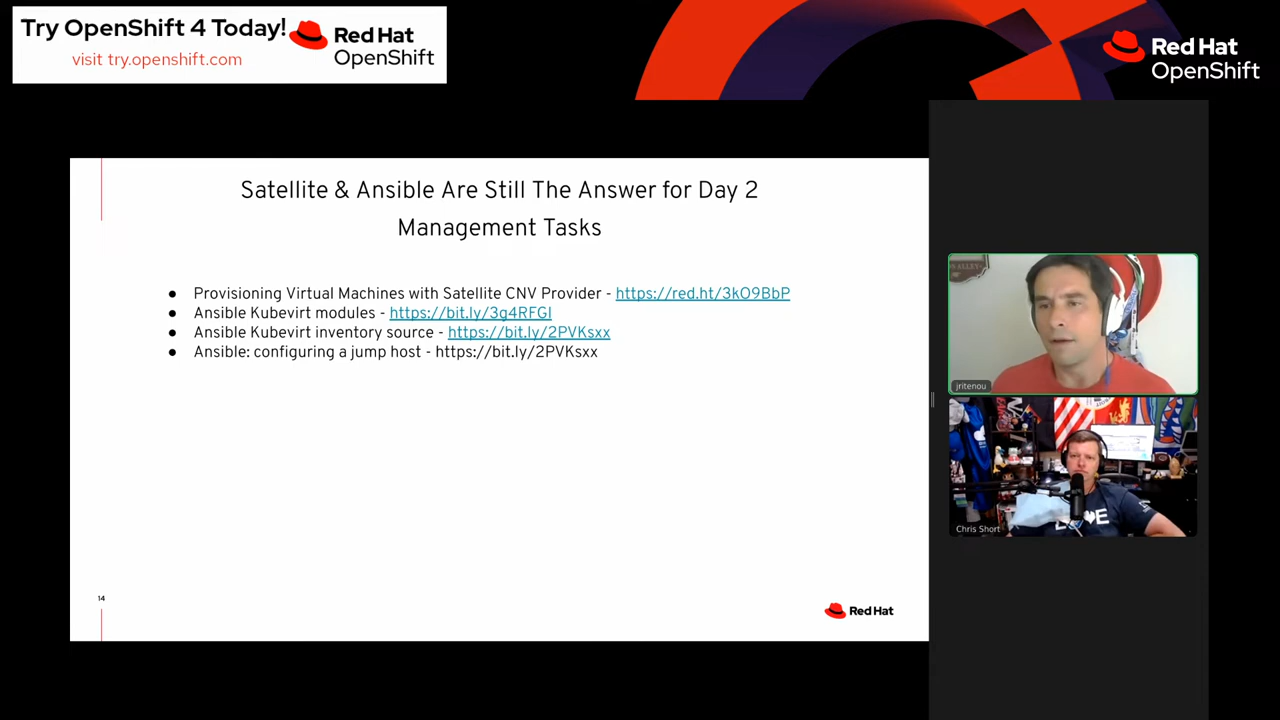 Try OpenShift 4 Today!
visit try.openshift.com
Red Hat
OpenShift
Red Hat
OpenShift
Satellite & Ansible Are Still The Answer for Day 2
Management Tasks
● Provisioning Virtual Machines with Satellite CNV Provider - https://red.ht/3kO9BbP
● Ansible Kubevirt modules - https://bit.ly/3g4RFGI
● Ansible Kubevirt inventory source - https://bit.ly/2PVKsxx
● Ansible: configuring a jump host - https://bit.ly/2PVKsxx
14
Red Hat
jritenou
Chris Short